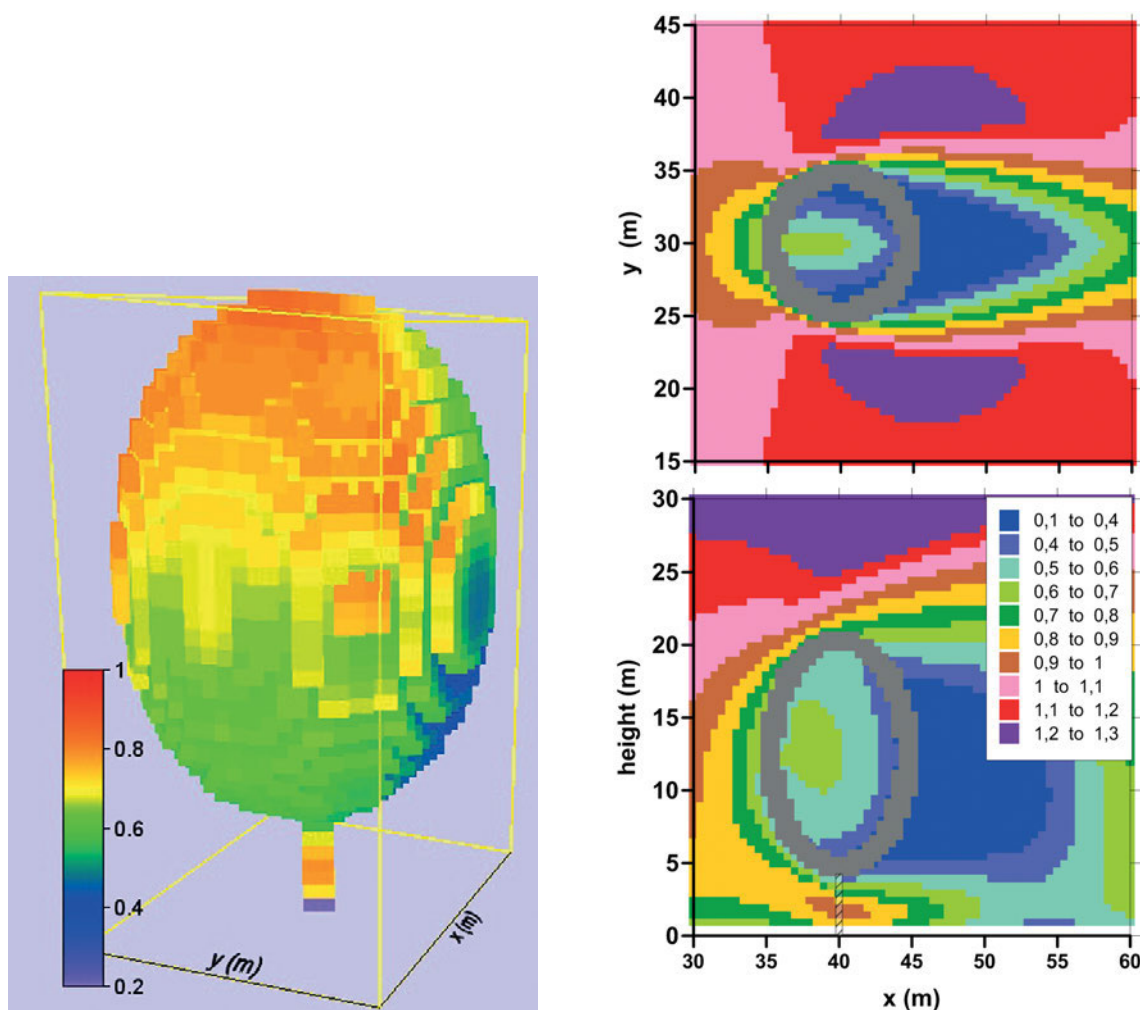 1
0.8
0.6
0.4
0.2
y (m)
x (m)
45
40
35
30
25
20
15
y (m)
30
25
20
15
10
5
0
height (m)
0,1 to 0,4
0,4 to 0,5
0,5 to 0,6
0,6 to 0,7
0,7 to 0,8
0,8 to 0,9
0,9 to 1
1 to 1,1
1,1 to 1,2
1,2 to 1,3
30 35 40 45 50 55 60
x (m)